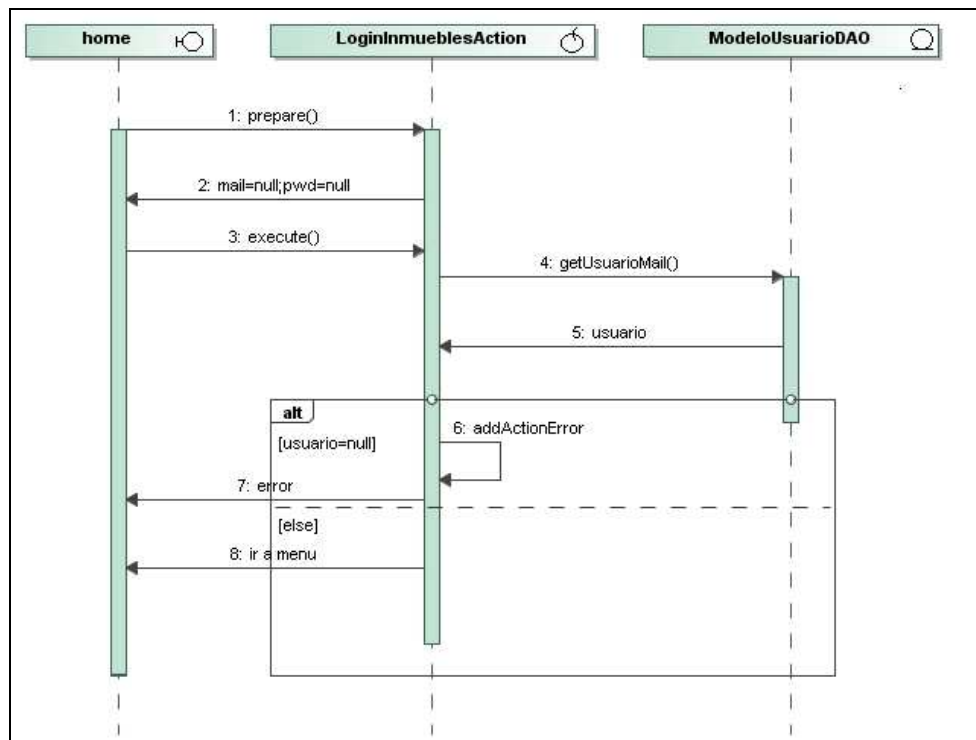 home
LoginInmueblesAction
ModeloUsuarioDAO
1: prepare()
2: mail=null;pwd=null
3: execute()
4: getUsuarioMail()
5: usuario
alt
6: addActionError
[usuario=null]
7: error
[else]
8: ir a menu